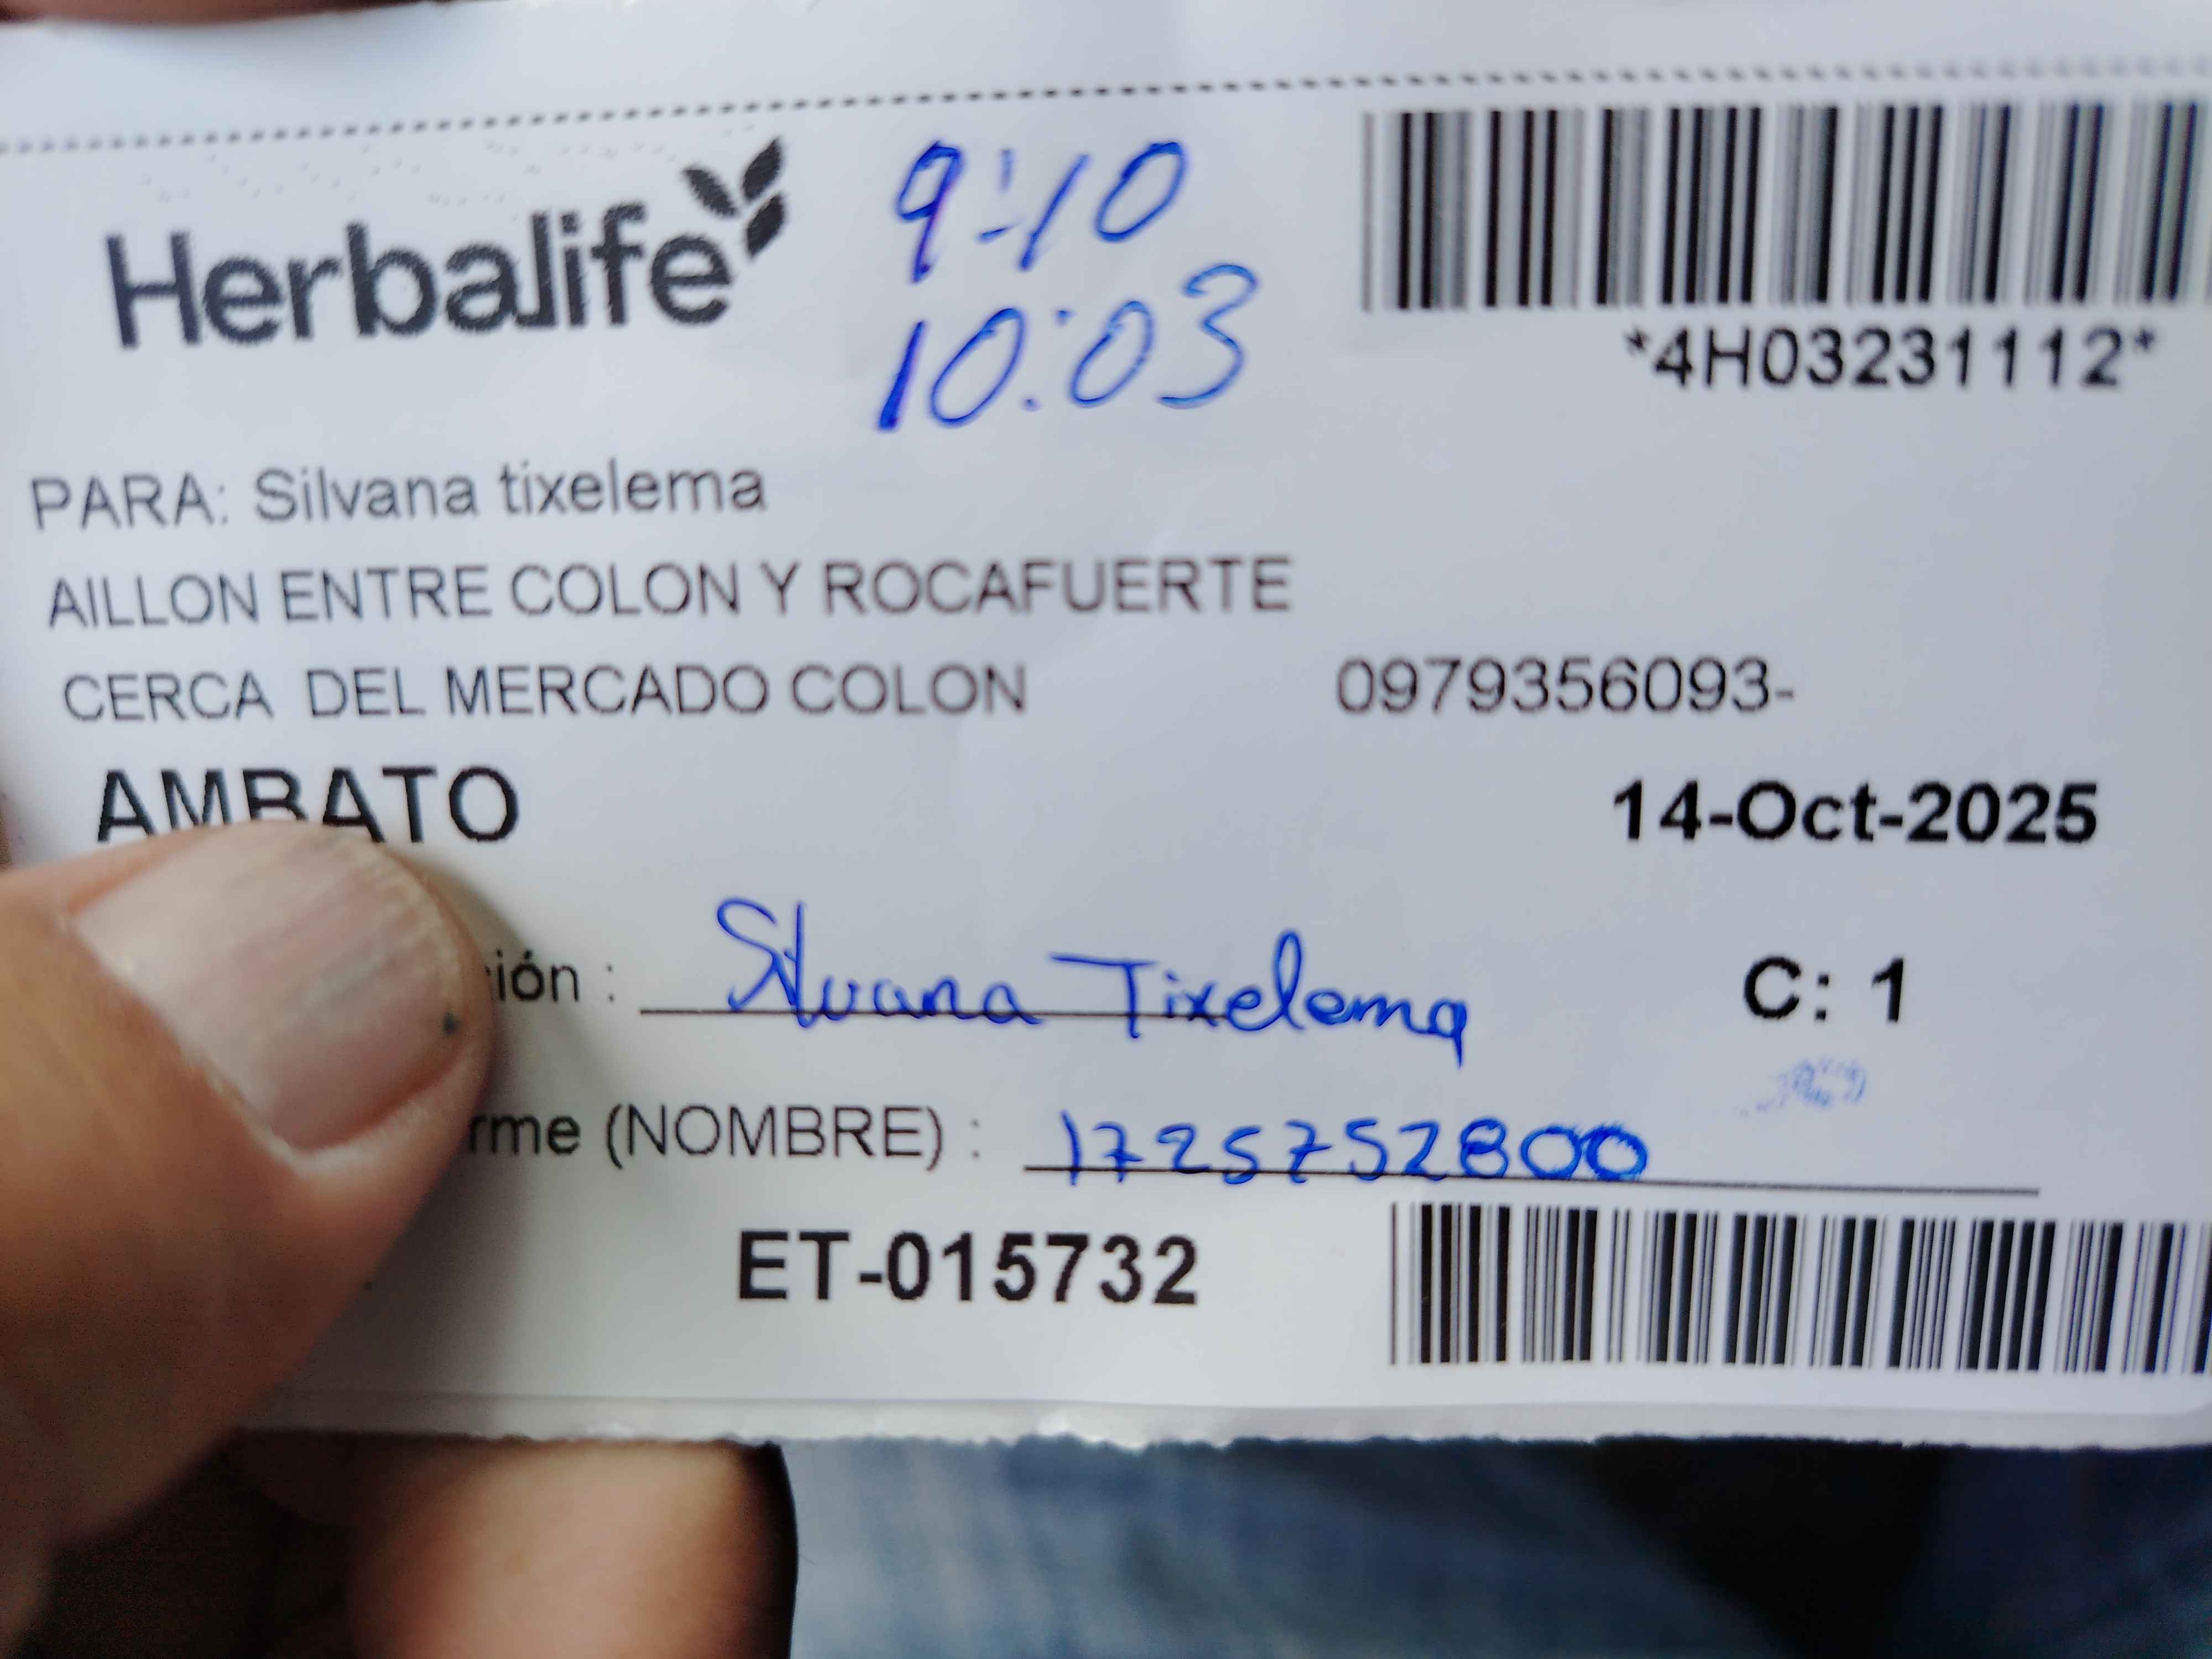 Herbalife
9:10
10:03
*4H03231112*
PARA: Silvana tixelema
AILLON ENTRE COLON Y ROCAFUERTE
CERCA DEL MERCADO COLON 0979356093-
AMBATO 14-Oct-2025
ión : Silvana Tixelema C: 1
rme (NOMBRE) : 1725752800
ET-015732